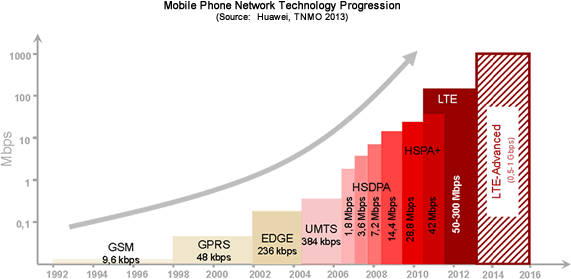 Mobile Phone Network Technology Progression
(Source: Huawei, TNMO 2013)
Mbps
1000
100
10
1
0,1
GSM
9,6 kbps
GPRS
48 kbps
EDGE
236 kbps
UMTS
384 kbps
HSDPA
1,8 Mbps
3,6 Mbps
7,2 Mbps
14,4 Mbps
HSPA+
28,8 Mbps
42 Mbps
LTE
50-300 Mbps
LTE-Advanced
(0,5-1 Gbps)
1992 1994 1996 1998 2000 2002 2004 2006 2008 2010 2012 2014 2016